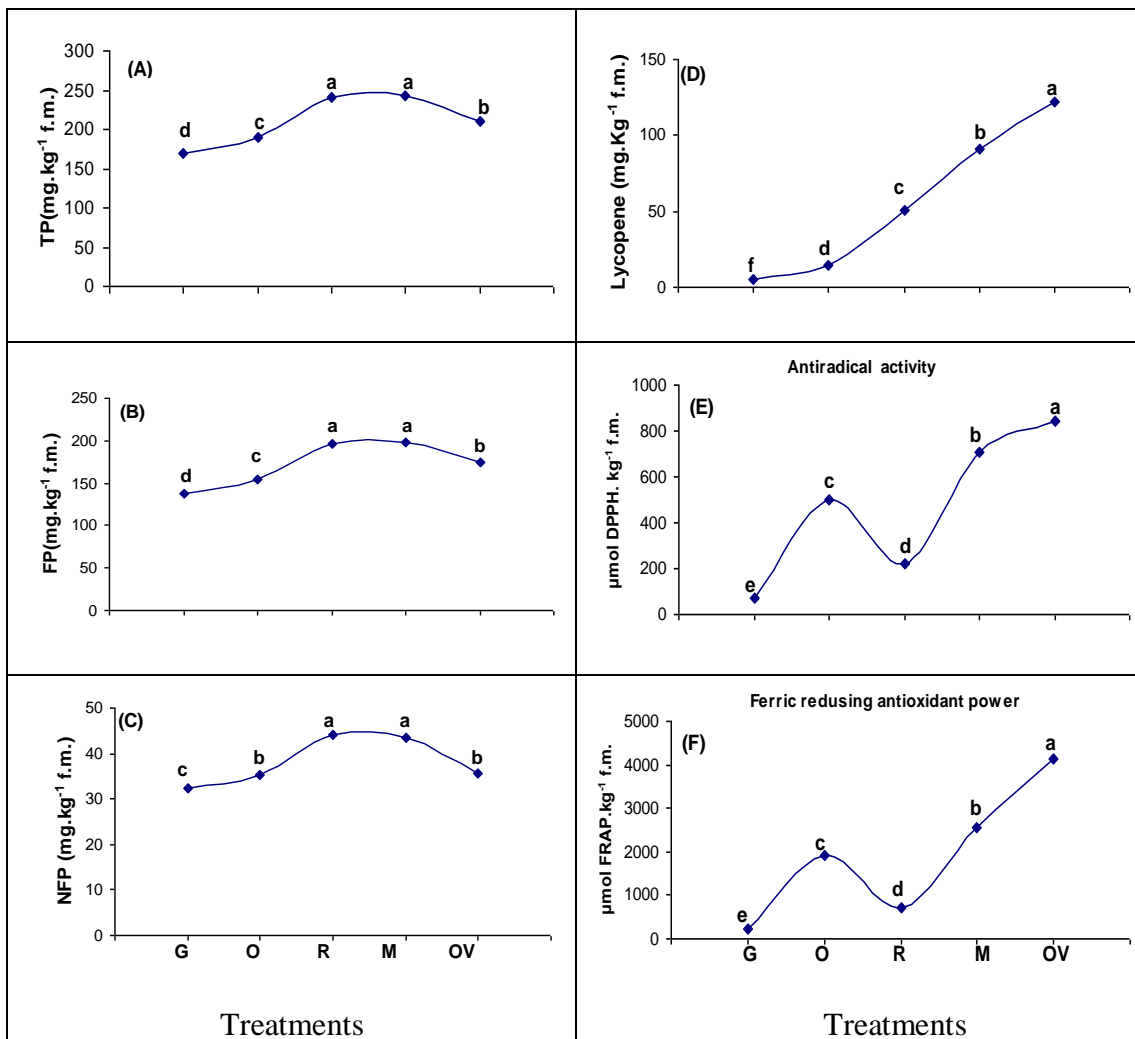 (A)
TP(mg.kg⁻¹ f.m.)
300
250
200
150
100
50
0
d
c
a
a
b
(D)
Lycopene (mg.Kg⁻¹ f.m.)
150
100
50
0
f
d
c
b
a
(B)
FP(mg.kg⁻¹ f.m.)
250
200
150
100
50
0
d
c
a
a
b
Antiradical activity
(E)
µmol DPPH. kg⁻¹ f.m.
1000
800
600
400
200
0
e
c
d
b
a
(C)
NFP (mg.kg⁻¹ f.m.)
50
40
30
20
10
0
c
b
a
a
b
G O R M OV
Treatments
Ferric redusing antioxidant power
(F)
µmol FRAP.kg⁻¹ f.m.
5000
4000
3000
2000
1000
0
e
c
d
b
a
G O R M OV
Treatments